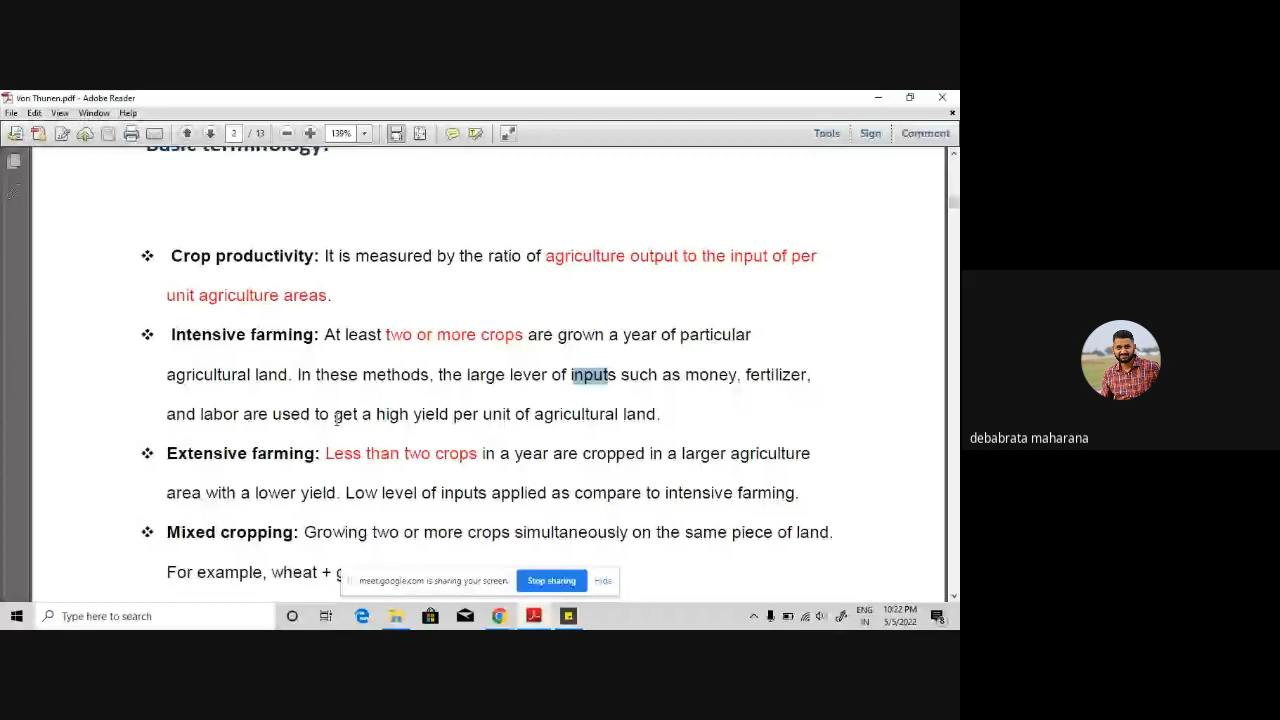 Von Thunen.pdf - Adobe Reader
File Edit View Window Help
2 / 13 139% Tools Sign Comment
Basic terminology:
❖ Crop productivity: It is measured by the ratio of agriculture output to the input of per
unit agriculture areas.
❖ Intensive farming: At least two or more crops are grown a year of particular
agricultural land. In these methods, the large lever of inputs such as money, fertilizer,
and labor are used to get a high yield per unit of agricultural land.
❖ Extensive farming: Less than two crops in a year are cropped in a larger agriculture
area with a lower yield. Low level of inputs applied as compare to intensive farming.
❖ Mixed cropping: Growing two or more crops simultaneously on the same piece of land.
For example, wheat +
meet.google.com is sharing your screen. Stop sharing Hide
debabrata maharana
Type here to search
ENG 10:22 PM
IN 5/5/2022